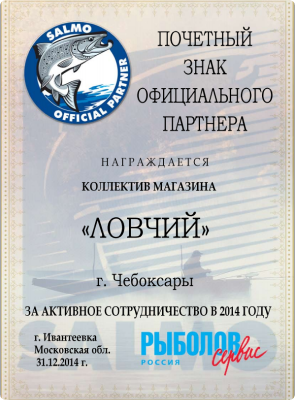 SALMO
OFFICIAL PARTNER
ПОЧЕТНЫЙ
ЗНАК
ОФИЦИАЛЬНОГО
ПАРТНЕРА
НАГРАЖДАЕТСЯ
КОЛЛЕКТИВ МАГАЗИНА
«ЛОВЧИЙ»
г. Чебоксары
ЗА АКТИВНОЕ СОТРУДНИЧЕСТВО В 2014 ГОДУ
г. Ивантеевка
Московская обл.
31.12.2014 г.
РЫБОЛОВ
сервис
РОССИЯ
SALMO